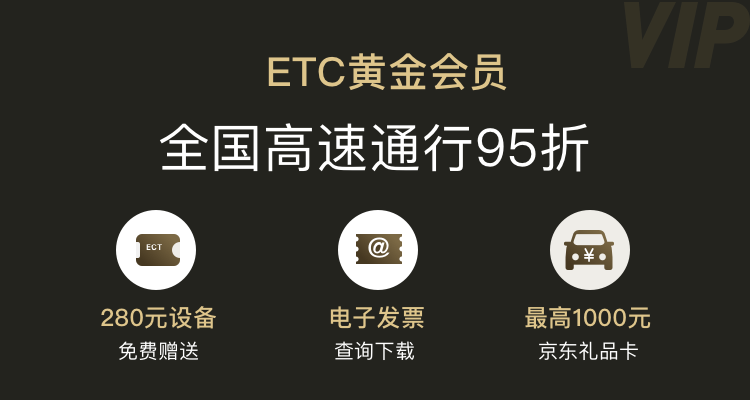 VIP
ETC黄金会员
全国高速通行95折
ECT
@
¥
280元设备
电子发票
最高1000元
免费赠送
查询下载
京东礼品卡